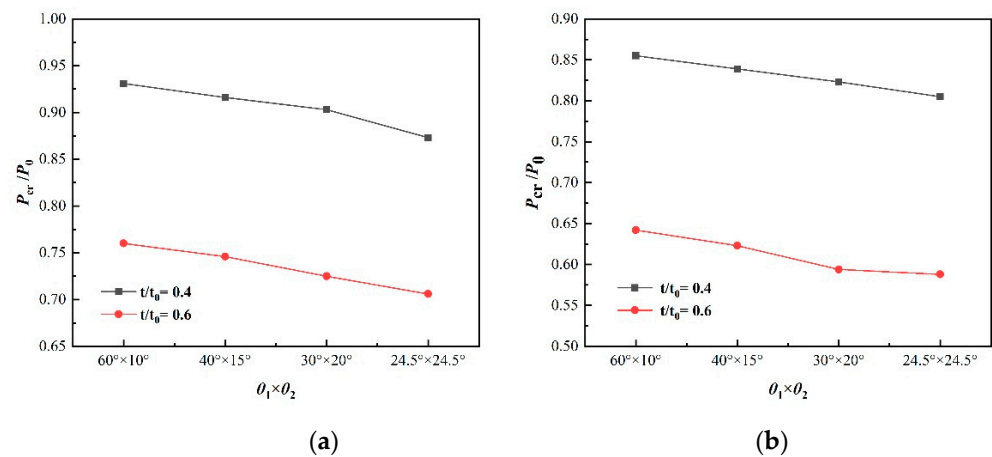 1.00
0.95
0.90
0.85
0.80
0.75
0.70
0.65
P_cr/P_0
t/t_0= 0.4
t/t_0= 0.6
60°×10° 40°×15° 30°×20° 24.5°×24.5°
θ_1×θ_2
(a)
0.90
0.85
0.80
0.75
0.70
0.65
0.60
0.55
0.50
P_cr/P_0
t/t_0= 0.4
t/t_0= 0.6
60°×10° 40°×15° 30°×20° 24.5°×24.5°
θ_1×θ_2
(b)